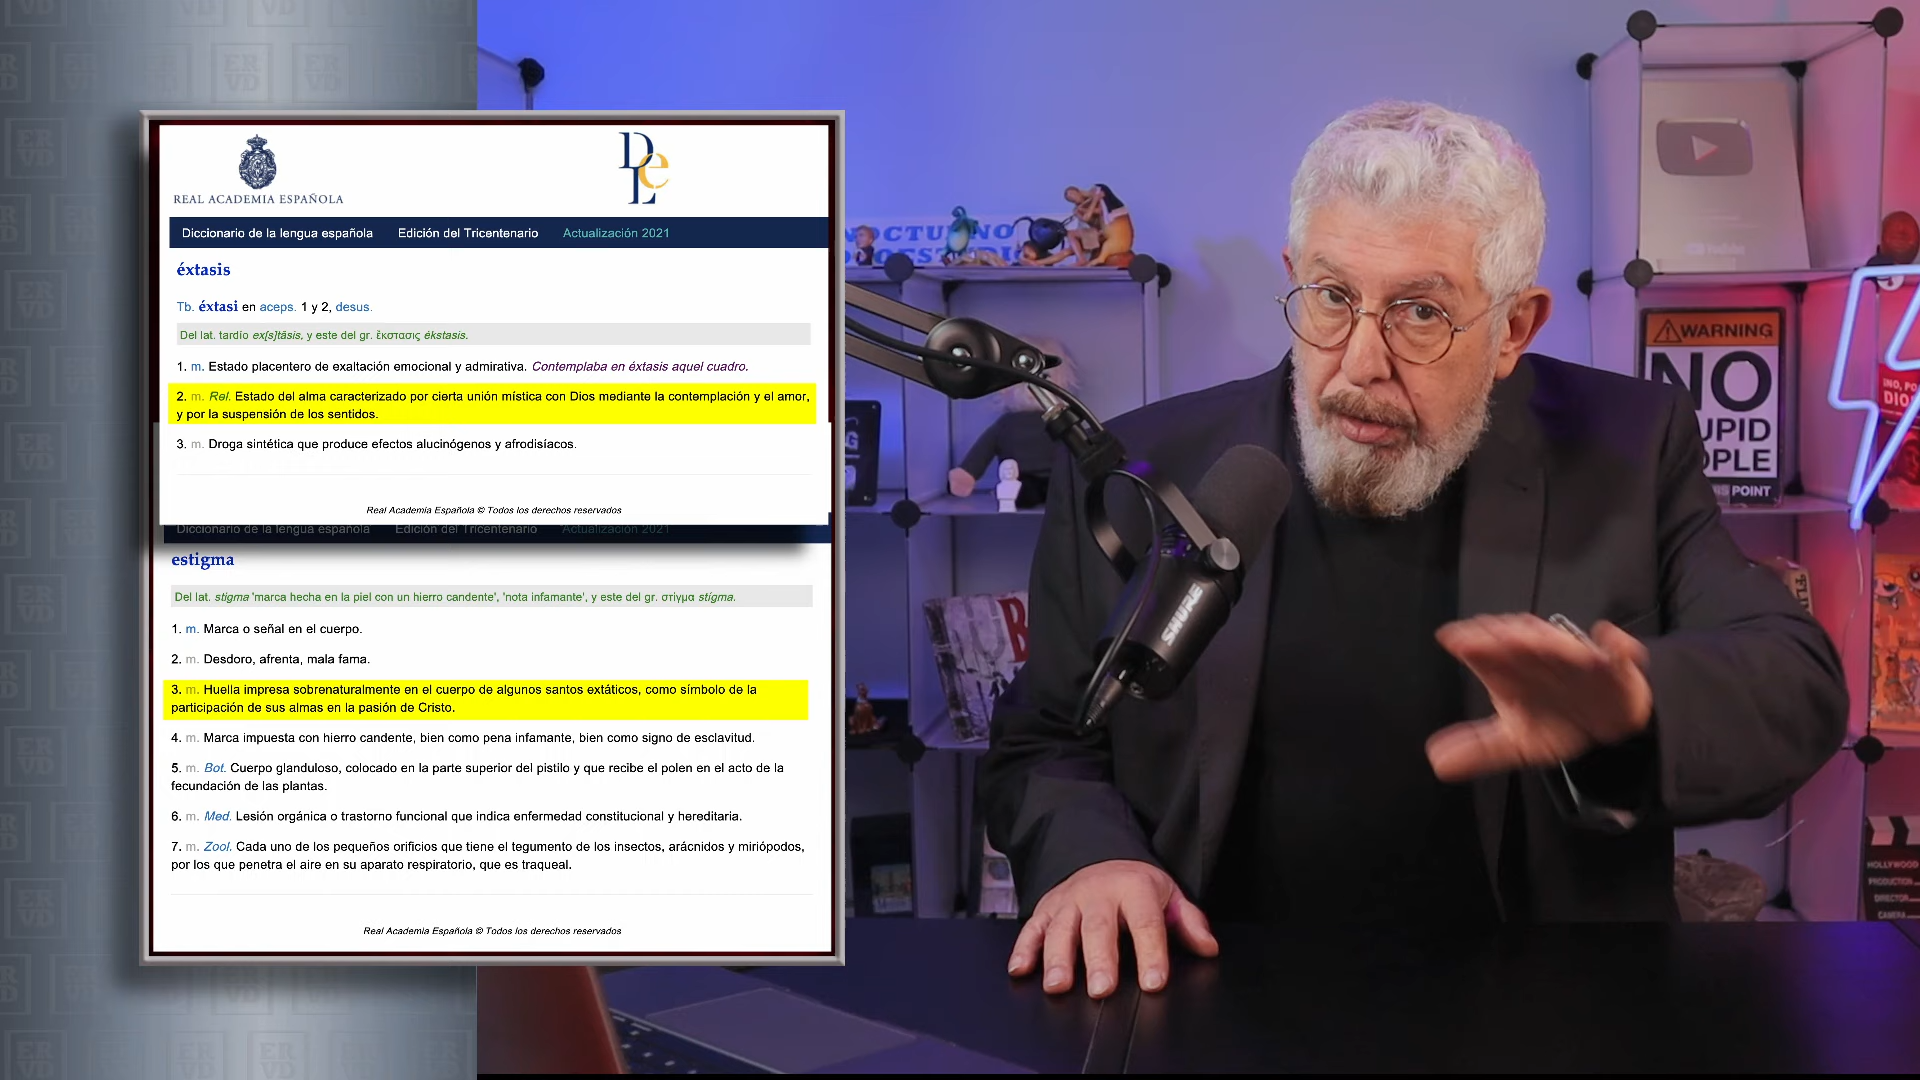 REAL ACADEMIA ESPAÑOLA
DLe
Diccionario de la lengua española Edición del Tricentenario Actualización 2021
éxtasis
Tb. éxtasi en aceps. 1 y 2, desus.
Del lat. tardío ex[s]tăsis, y este del gr. ἔκστασις ékstasis.
1. m. Estado placentero de exaltación emocional y admirativa. Contemplaba en éxtasis aquel cuadro.
2. m. Rel. Estado del alma caracterizado por cierta unión mística con Dios mediante la contemplación y el amor,
y por la suspensión de los sentidos.
3. m. Droga sintética que produce efectos alucinógenos y afrodisíacos.
Real Academia Española © Todos los derechos reservados
Diccionario de la lengua española Edición del Tricentenario Actualización 2021
estigma
Del lat. stigma 'marca hecha en la piel con un hierro candente', 'nota infamante', y este del gr. στίγμα stígma.
1. m. Marca o señal en el cuerpo.
2. m. Desdoro, afrenta, mala fama.
3. m. Huella impresa sobrenaturalmente en el cuerpo de algunos santos extáticos, como símbolo de la
participación de sus almas en la pasión de Cristo.
4. m. Marca impuesta con hierro candente, bien como pena infamante, bien como signo de esclavitud.
5. m. Bot. Cuerpo glanduloso, colocado en la parte superior del pistilo y que recibe el polen en el acto de la
fecundación de las plantas.
6. m. Med. Lesión orgánica o trastorno funcional que indica enfermedad constitucional y hereditaria.
7. m. Zool. Cada uno de los pequeños orificios que tiene el tegumento de los insectos, arácnidos y miriópodos,
por los que penetra el aire en su aparato respiratorio, que es traqueal.
Real Academia Española © Todos los derechos reservados
ER
VD
NOCTURNO
YouTube
WARNING
NO
UPID
OPLE
POINT
SHURE
HOLLYWOOD
PRODUCTION
DIRECTOR
CAMERA